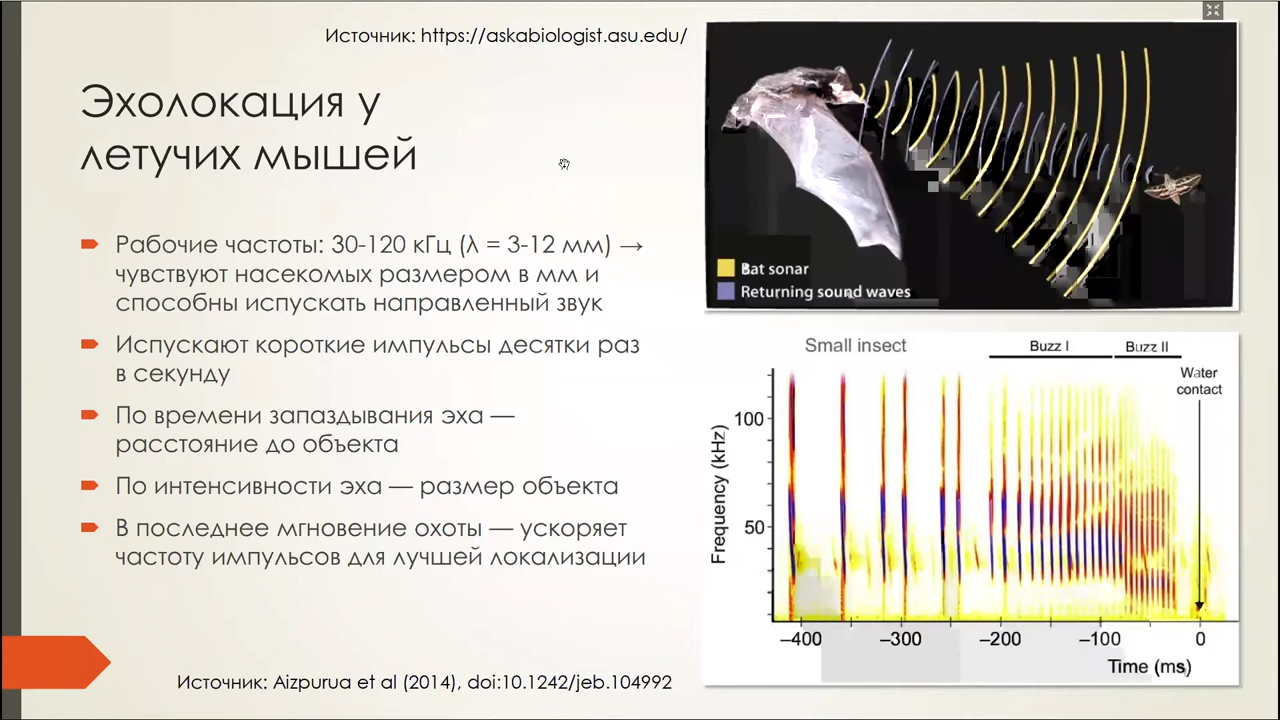 Источник: https://askabiologist.asu.edu/
Эхолокация у
летучих мышей
Рабочие частоты: 30-120 кГц (λ = 3-12 мм) →
чувствуют насекомых размером в мм и
способны испускать направленный звук
Испускают короткие импульсы десятки раз
в секунду
По времени запаздывания эха —
расстояние до объекта
По интенсивности эха — размер объекта
В последнее мгновение охоты — ускоряет
частоту импульсов для лучшей локализации
Источник: Aizpurua et al (2014), doi:10.1242/jeb.104992
Bat sonar
Returning sound waves
Small insect
Buzz I
Buzz II
Water
contact
Frequency (kHz)
100
50
–400
–300
–200
–100
0
Time (ms)